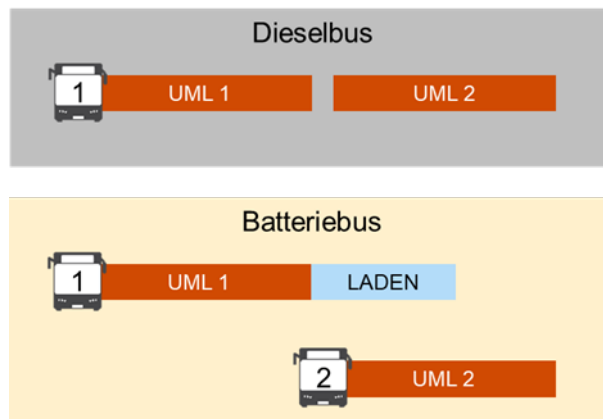 Dieselbus
1 UML 1 UML 2
Batteriebus
1 UML 1 LADEN
2 UML 2